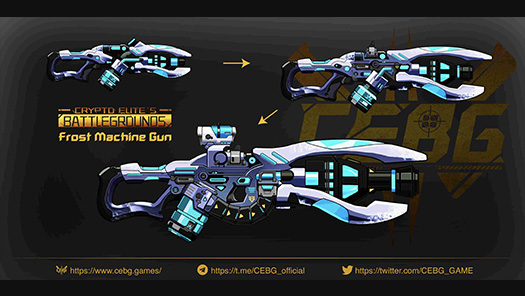 CRYPTO ELITE'S
BATTLEGROUNDS
Frost Machine Gun
CEBG
https://www.cebg.games/
https://t.me/CEBG_official
https://twitter.com/CEBG_GAME